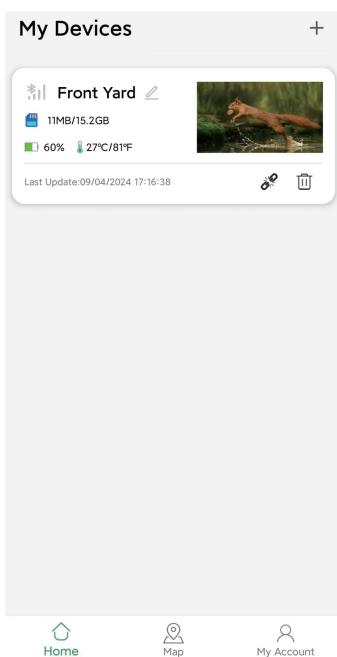 My Devices
Front Yard
11MB/15.2GB
60% 27℃/81℉
Last Update:09/04/2024 17:16:38
Home
Map
My Account